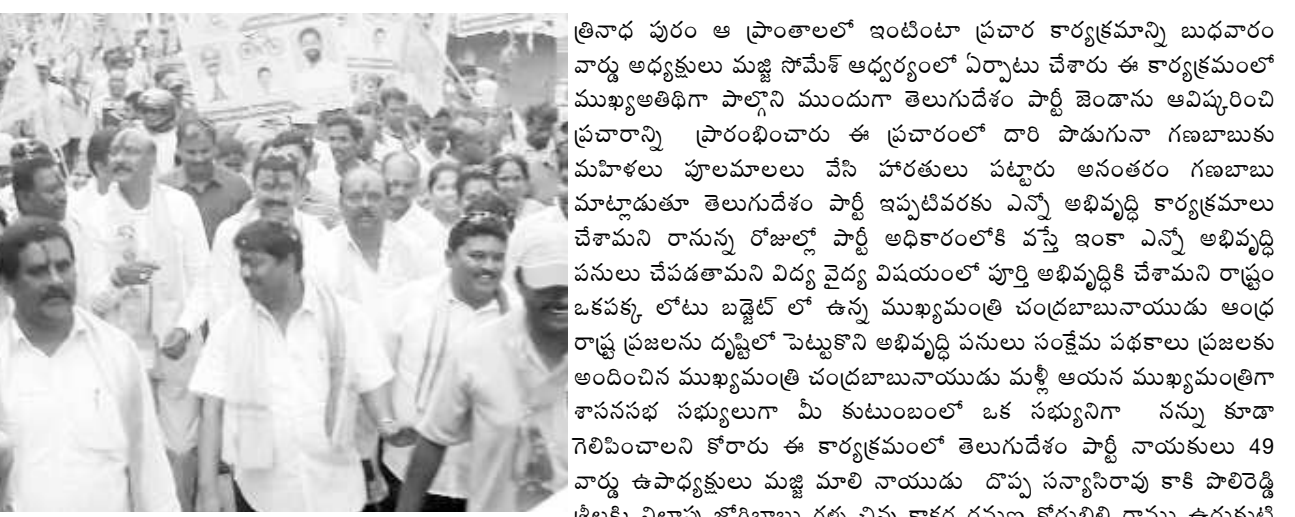 త్రినాధ పురం ఆ ప్రాంతాలలో ఇంటింటా ప్రచార కార్యక్రమాన్ని బుధవారం
వార్డు అధ్యక్షులు మజ్జి సోమేశ్ ఆధ్వర్యంలో ఏర్పాటు చేశారు ఈ కార్యక్రమంలో
ముఖ్యఅతిథిగా పాల్గొని ముందుగా తెలుగుదేశం పార్టీ జెండాను ఆవిష్కరించి
ప్రచారాన్ని ప్రారంభించారు ఈ ప్రచారంలో దారి పొడుగునా గణబాబుకు
మహిళలు పూలమాలలు వేసి హారతులు పట్టారు అనంతరం గణబాబు
మాట్లాడుతూ తెలుగుదేశం పార్టీ ఇప్పటివరకు ఎన్నో అభివృద్ధి కార్యక్రమాలు
చేశామని రానున్న రోజుల్లో పార్టీ అధికారంలోకి వస్తే ఇంకా ఎన్నో అభివృద్ధి
పనులు చేపడతామని విద్య వైద్య విషయంలో పూర్తి అభివృద్ధికి చేశామని రాష్ట్రం
ఒకపక్క లోటు బడ్జెట్ లో ఉన్న ముఖ్యమంత్రి చంద్రబాబునాయుడు ఆంధ్ర
రాష్ట్ర ప్రజలను దృష్టిలో పెట్టుకొని అభివృద్ధి పనులు సంక్షేమ పథకాలు ప్రజలకు
అందించిన ముఖ్యమంత్రి చంద్రబాబునాయుడు మళ్లీ ఆయన ముఖ్యమంత్రిగా
శాసనసభ సభ్యులుగా మీ కుటుంబంలో ఒక సభ్యునిగా నన్ను కూడా
గెలిపించాలని కోరారు ఈ కార్యక్రమంలో తెలుగుదేశం పార్టీ నాయకులు 49
వార్డు ఉపాధ్యక్షులు మజ్జి మాలి నాయుడు దొప్ప సన్యాసిరావు కాకి పొలిరెడ్డి